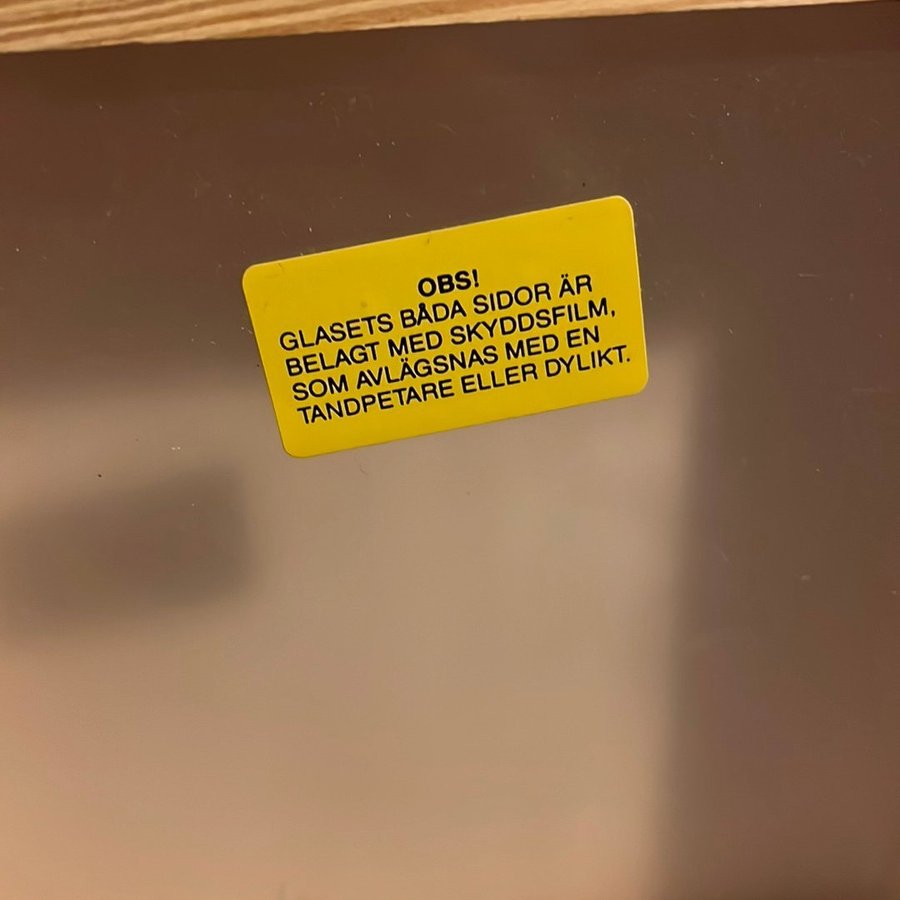 OBS!
GLASETS BÅDA SIDOR ÄR
BELAGT MED SKYDDSFILM,
SOM AVLÄGSNAS MED EN
TANDPETARE ELLER DYLIKT.